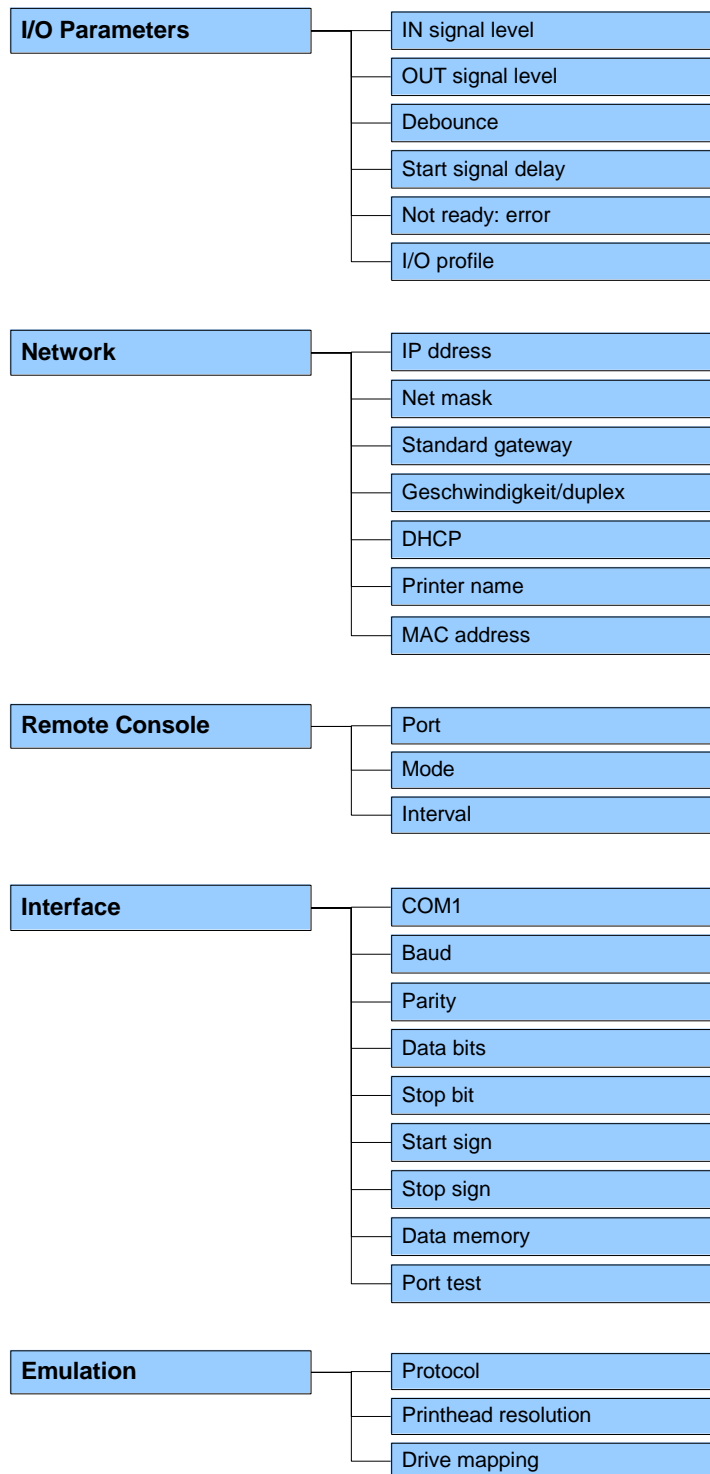 I/O Parameters
IN signal level
OUT signal level
Debounce
Start signal delay
Not ready: error
I/O profile
Network
IP ddress
Net mask
Standard gateway
Geschwindigkeit/duplex
DHCP
Printer name
MAC address
Remote Console
Port
Mode
Interval
Interface
COM1
Baud
Parity
Data bits
Stop bit
Start sign
Stop sign
Data memory
Port test
Emulation
Protocol
Printhead resolution
Drive mapping